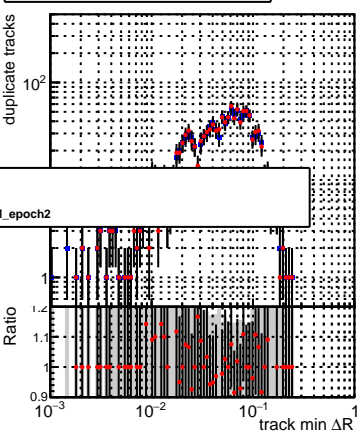 duplicate tracks
10²
l_epoch2
1
Ratio
1.2
1.1
1
0.9
10⁻³
10⁻²
10⁻¹
1
track min ΔR